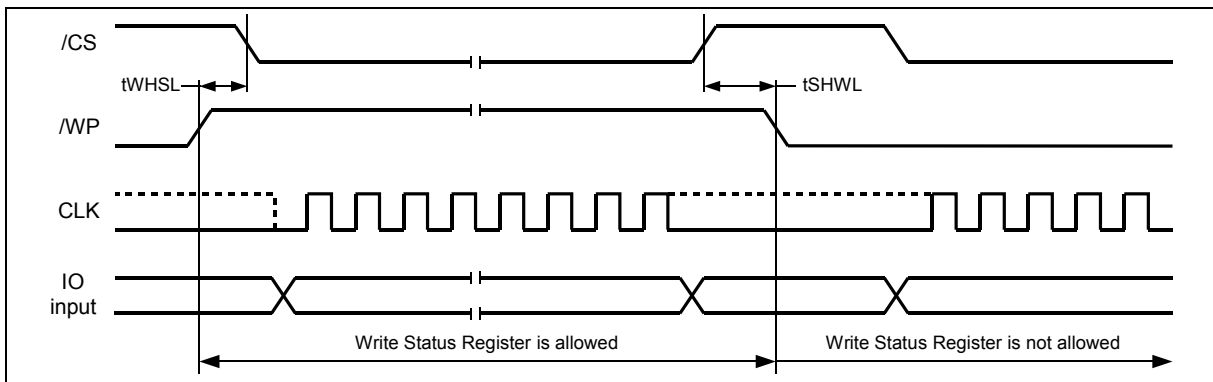 /CS
tWHSL
tSHWL
/WP
CLK
IO
input
Write Status Register is allowed
Write Status Register is not allowed